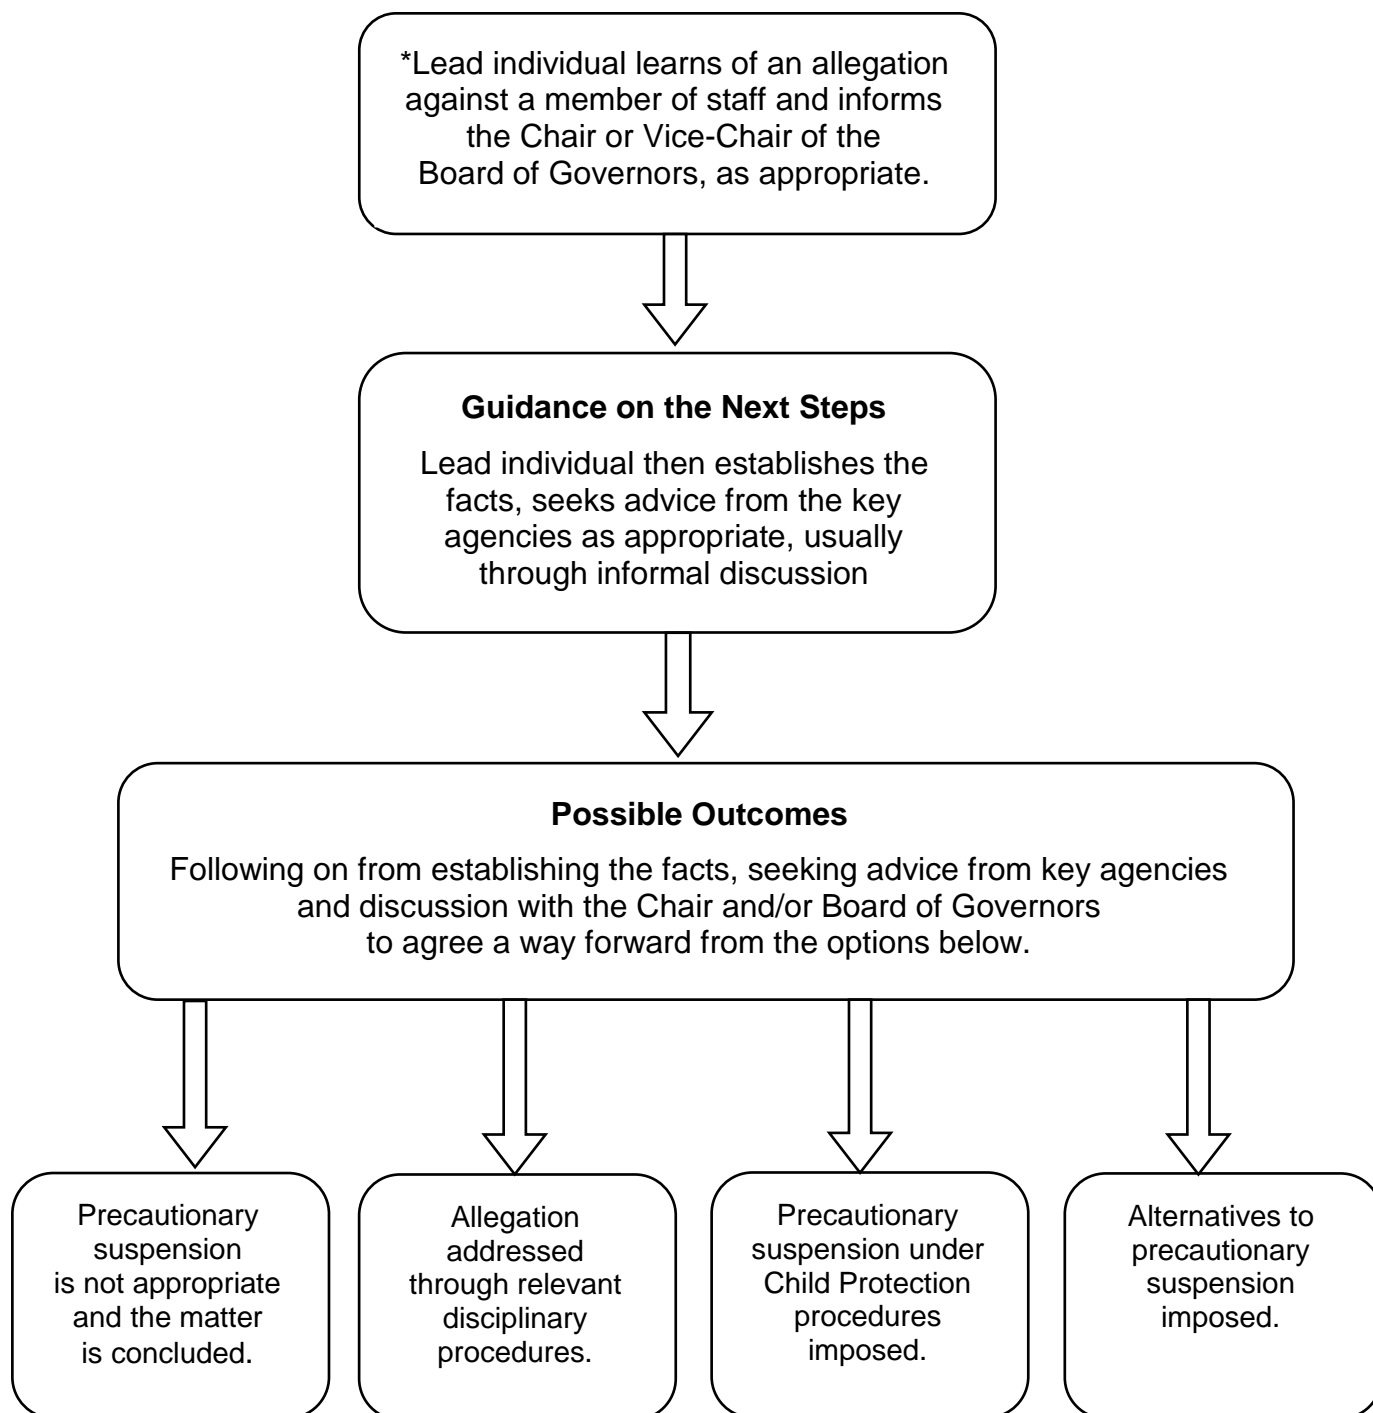 *Lead individual learns of an allegation
against a member of staff and informs
the Chair or Vice-Chair of the
Board of Governors, as appropriate.
Guidance on the Next Steps
Lead individual then establishes the
facts, seeks advice from the key
agencies as appropriate, usually
through informal discussion
Possible Outcomes
Following on from establishing the facts, seeking advice from key agencies
and discussion with the Chair and/or Board of Governors
to agree a way forward from the options below.
Precautionary
suspension
is not appropriate
and the matter
is concluded.
Allegation
addressed
through relevant
disciplinary
procedures.
Precautionary
suspension under
Child Protection
procedures
imposed.
Alternatives to
precautionary
suspension
imposed.